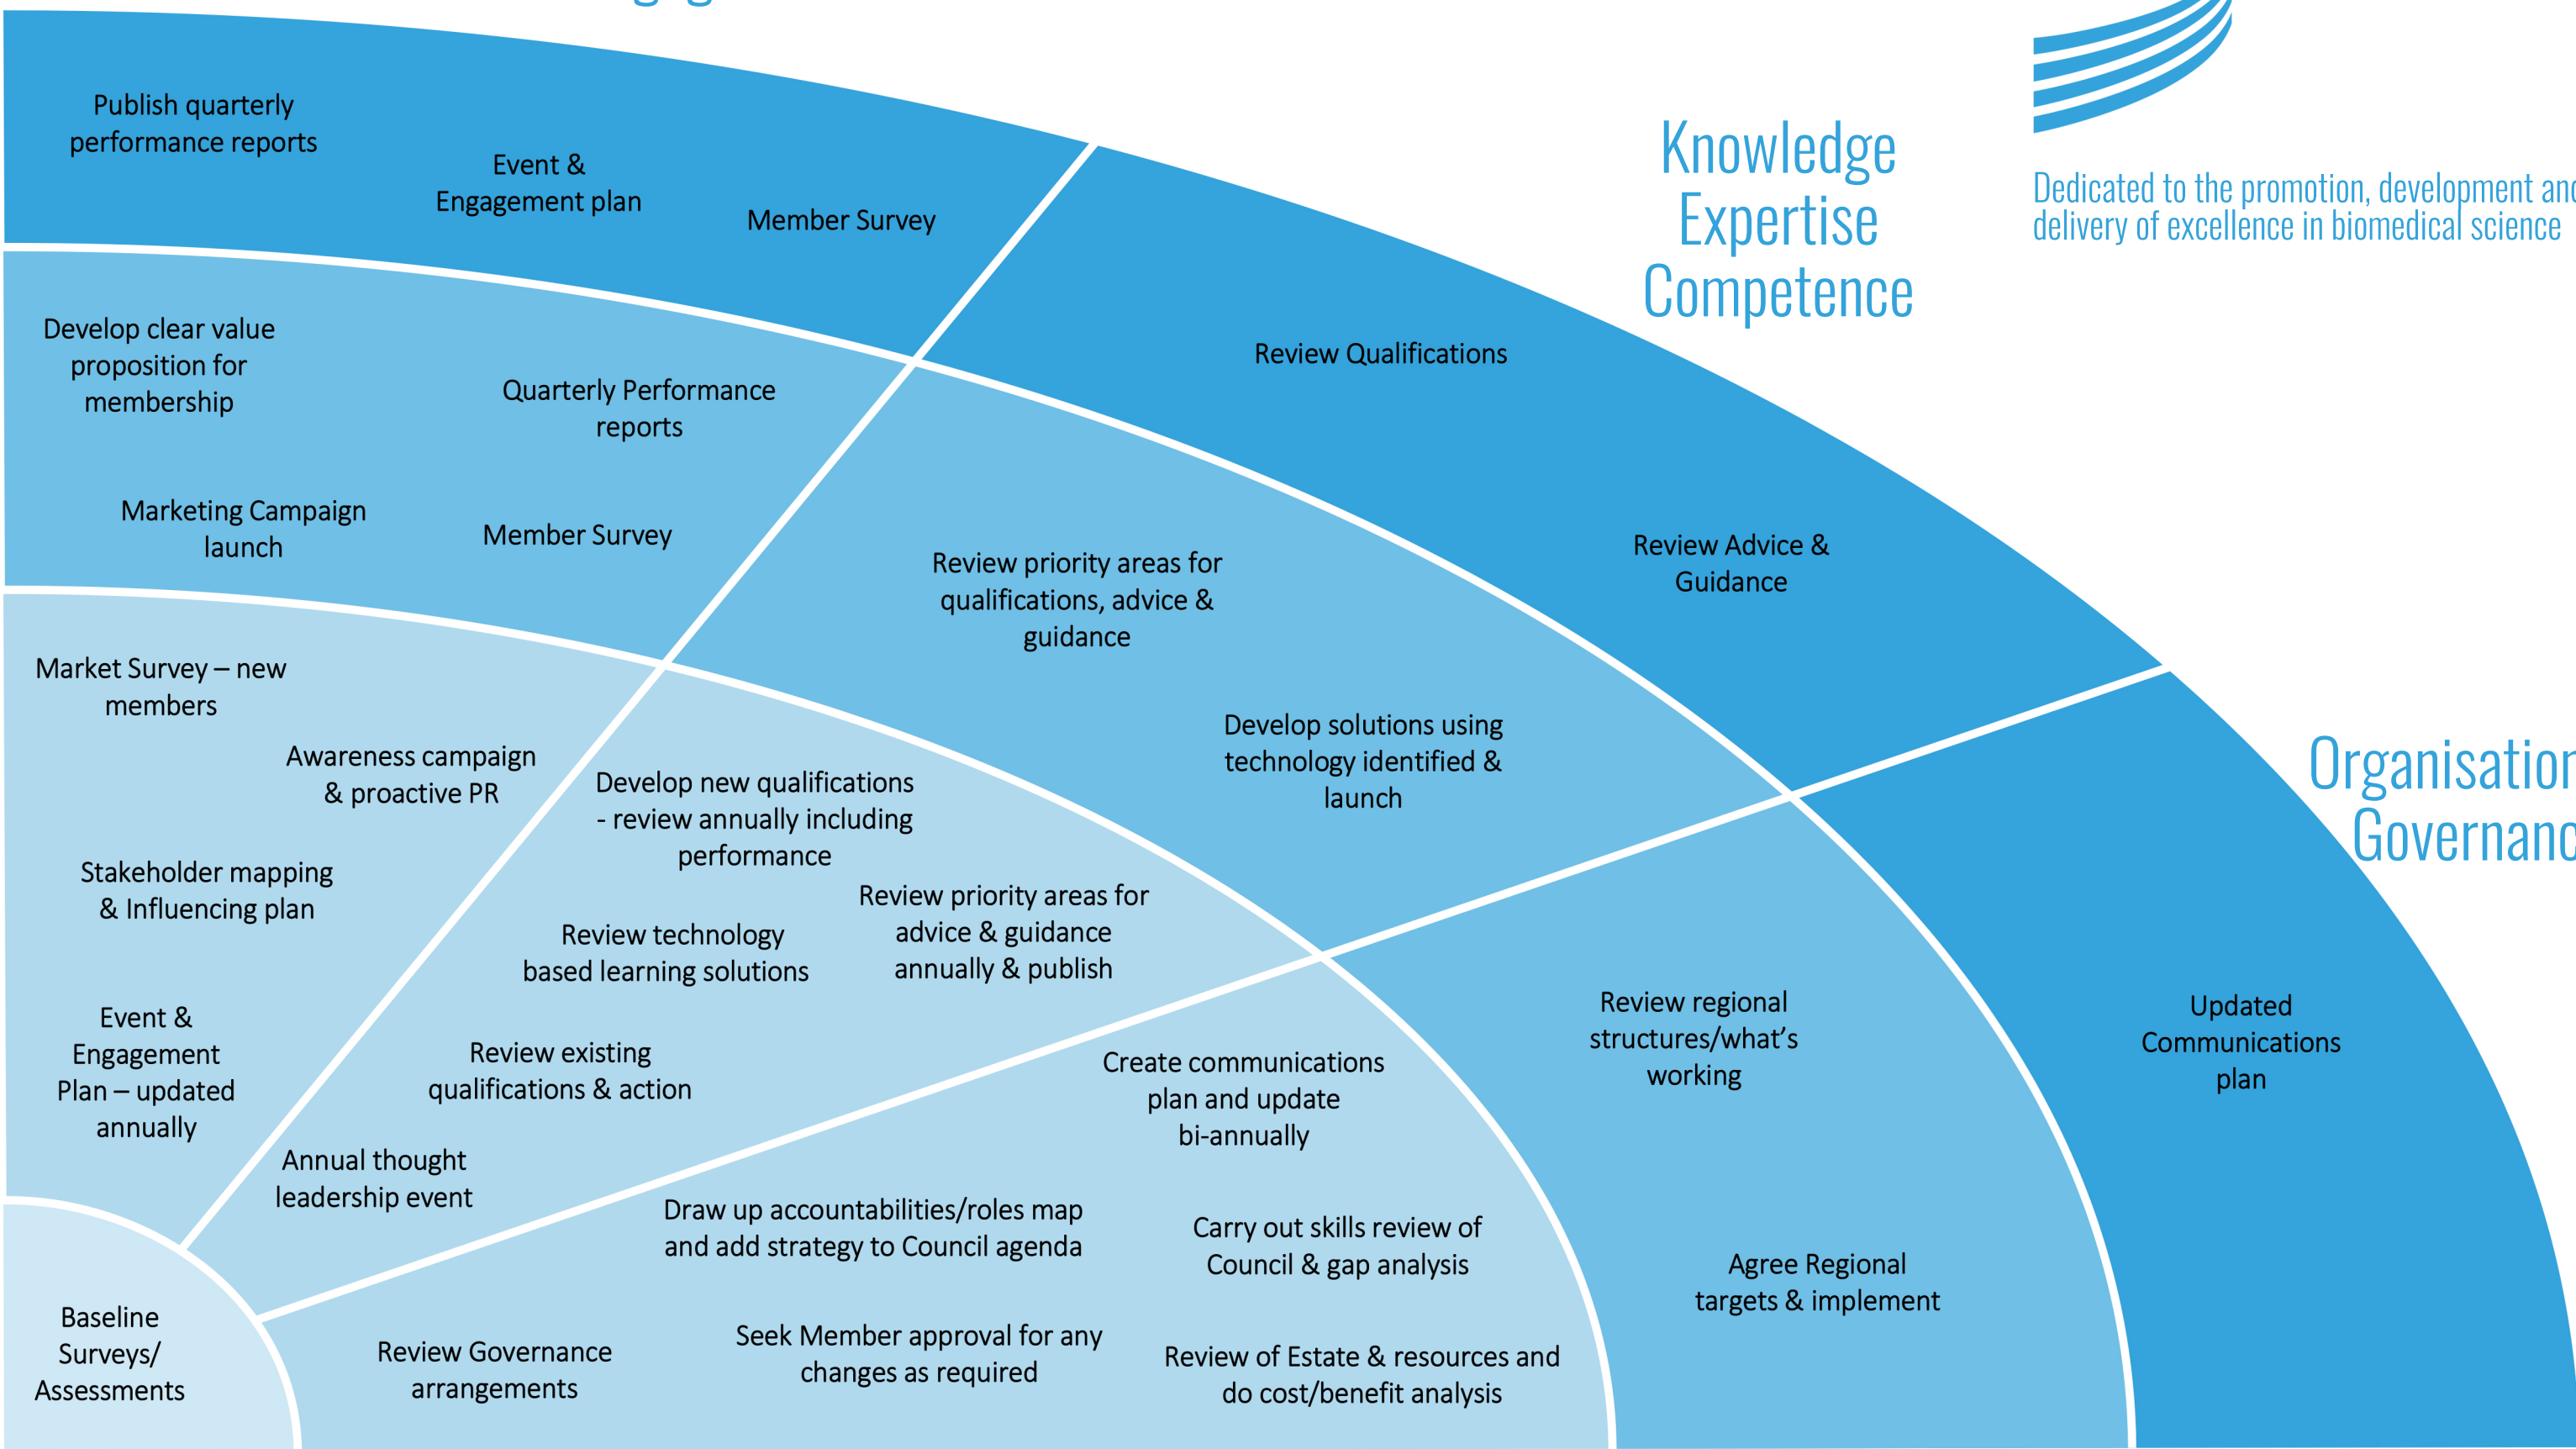 Knowledge
Expertise
Competence
Dedicated to the promotion, development and
delivery of excellence in biomedical science
Publish quarterly
performance reports
Event &
Engagement plan
Member Survey
Review Qualifications
Review Advice &
Guidance
Organisation
Governanc
Updated
Communications
plan
Develop clear value
proposition for
membership
Quarterly Performance
reports
Marketing Campaign
launch
Member Survey
Review priority areas for
qualifications, advice &
guidance
Develop solutions using
technology identified &
launch
Review regional
structures/what’s
working
Agree Regional
targets & implement
Market Survey – new
members
Awareness campaign
& proactive PR
Stakeholder mapping
& Influencing plan
Event &
Engagement
Plan – updated
annually
Develop new qualifications
- review annually including
performance
Review priority areas for
advice & guidance
annually & publish
Review technology
based learning solutions
Review existing
qualifications & action
Annual thought
leadership event
Create communications
plan and update
bi-annually
Draw up accountabilities/roles map
and add strategy to Council agenda
Carry out skills review of
Council & gap analysis
Review Governance
arrangements
Seek Member approval for any
changes as required
Review of Estate & resources and
do cost/benefit analysis
Baseline
Surveys/
Assessments